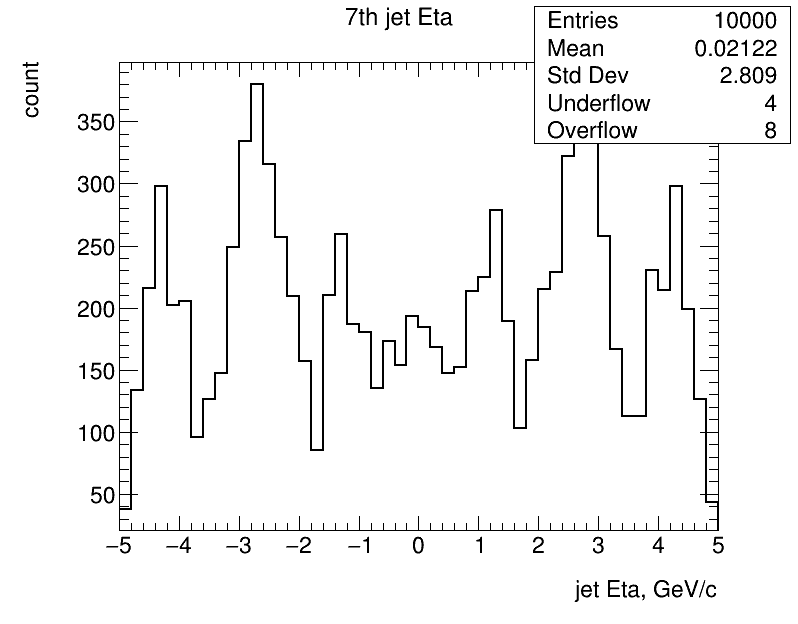 7th jet Eta
Entries 10000
Mean 0.02122
Std Dev 2.809
Underflow 4
Overflow 8
count
350
300
250
200
150
100
50
−5 −4 −3 −2 −1 0 1 2 3 4 5
jet Eta, GeV/c